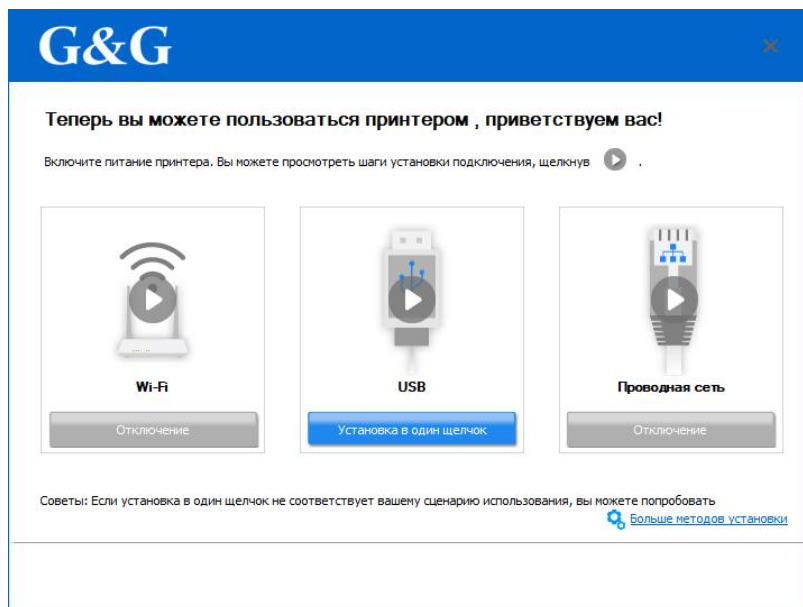 G&G
Теперь вы можете пользоваться принтером , приветствуем вас!
Включите питание принтера. Вы можете просмотреть шаги установки подключения, щелкнув .
Wi-Fi
USB
Проводная сеть
Отключение
Установка в один щелчок
Отключение
Советы: Если установка в один щелчок не соответствует вашему сценарию использования, вы можете попробовать
Больше методов установки